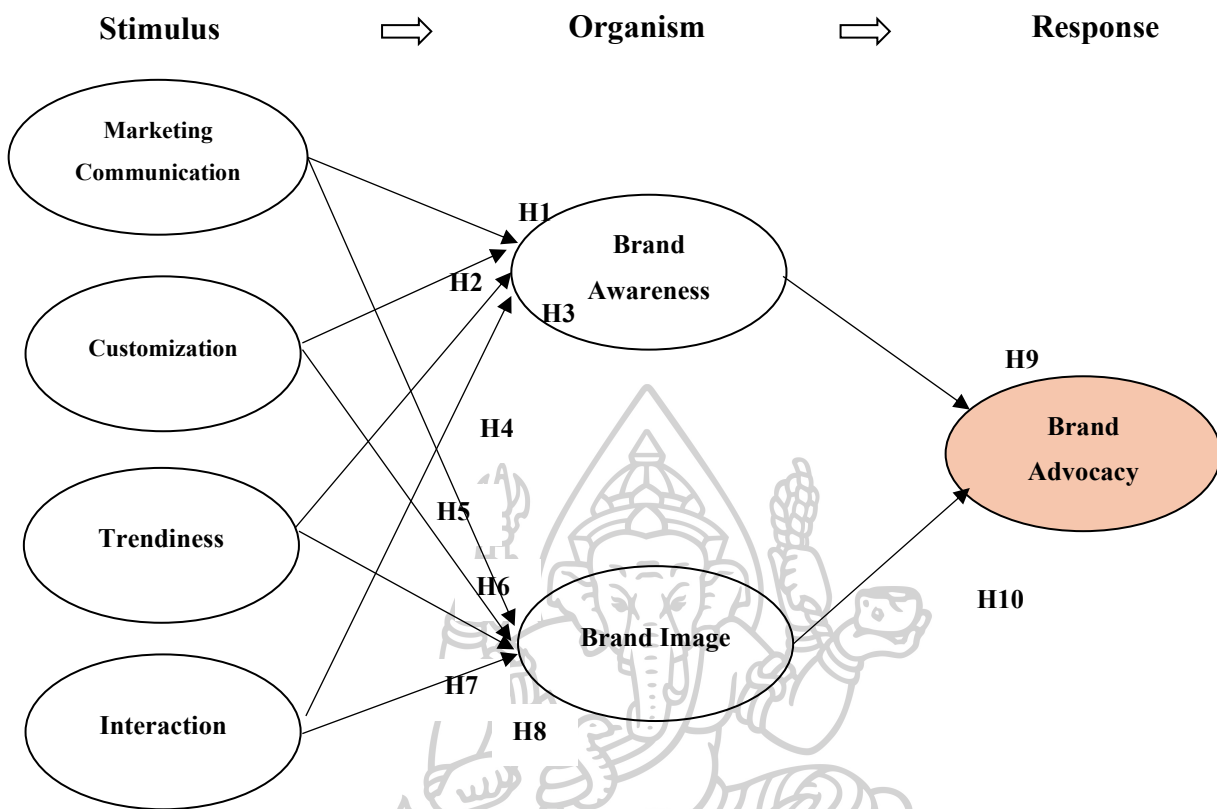 Stimulus
Organism
Response
Marketing
Communication
H1
Brand
Awareness
H2
H3
Customization
H9
Brand
Advocacy
H4
Trendiness
H5
H6
Brand Image
H10
H7
Interaction
H8